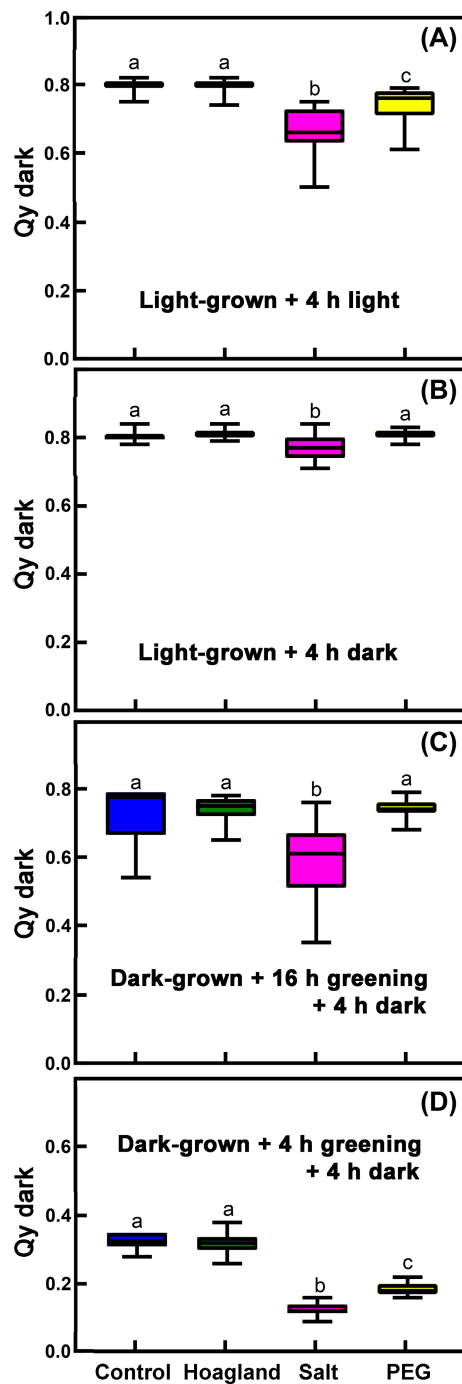 1.0
(A)
a
a
b
c
0.8
0.6
0.4
0.2
0.0
Qy dark
Light-grown + 4 h light
(B)
a
a
b
a
0.8
0.6
0.4
0.2
0.0
Qy dark
Light-grown + 4 h dark
(C)
a
a
b
a
0.8
0.6
0.4
0.2
0.0
Qy dark
Dark-grown + 16 h greening
+ 4 h dark
(D)
Dark-grown + 4 h greening
+ 4 h dark
a
a
b
c
0.6
0.4
0.2
0.0
Qy dark
Control Hoagland Salt PEG